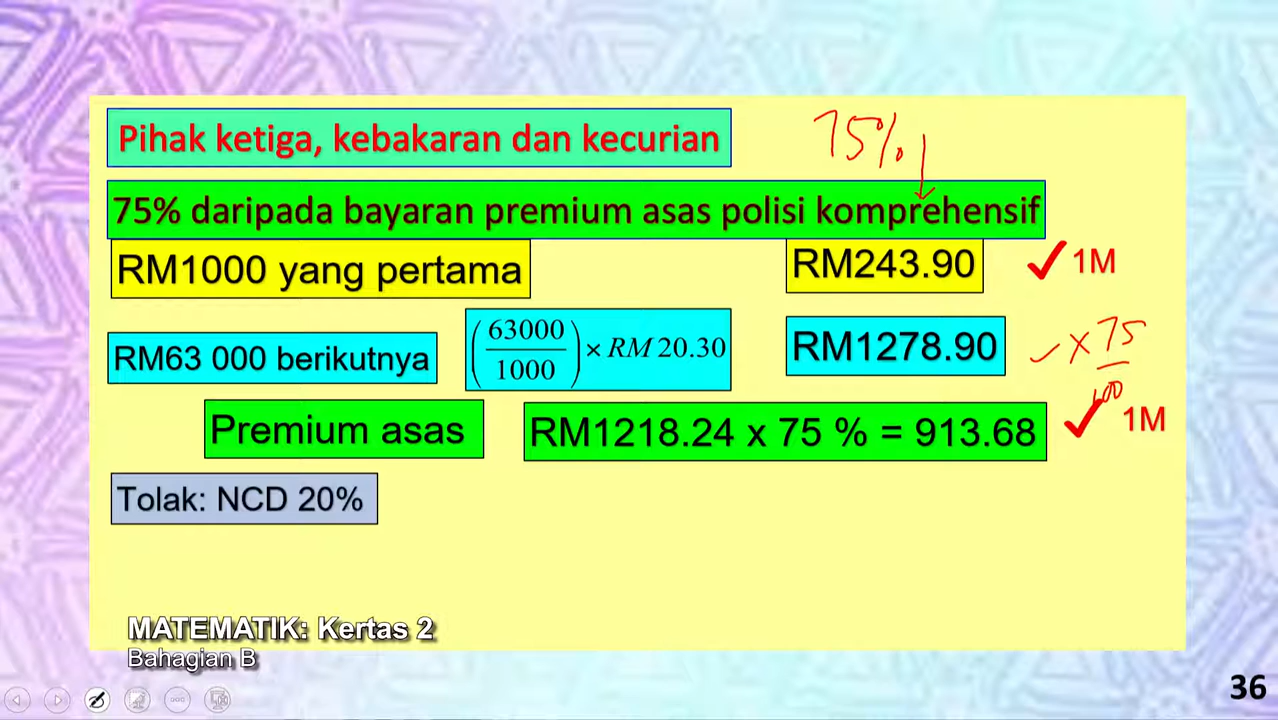 Pihak ketiga, kebakaran dan kecurian 75%
75% daripada bayaran premium asas polisi komprehensif
RM1000 yang pertama RM243.90 ✓ 1M
RM63 000 berikutnya (63000/1000) × RM 20.30 RM1278.90 ✓ × 75/100
Premium asas RM1218.24 x 75 % = 913.68 ✓ 1M
Tolak: NCD 20%
MATEMATIK: Kertas 2
Bahagian B
36